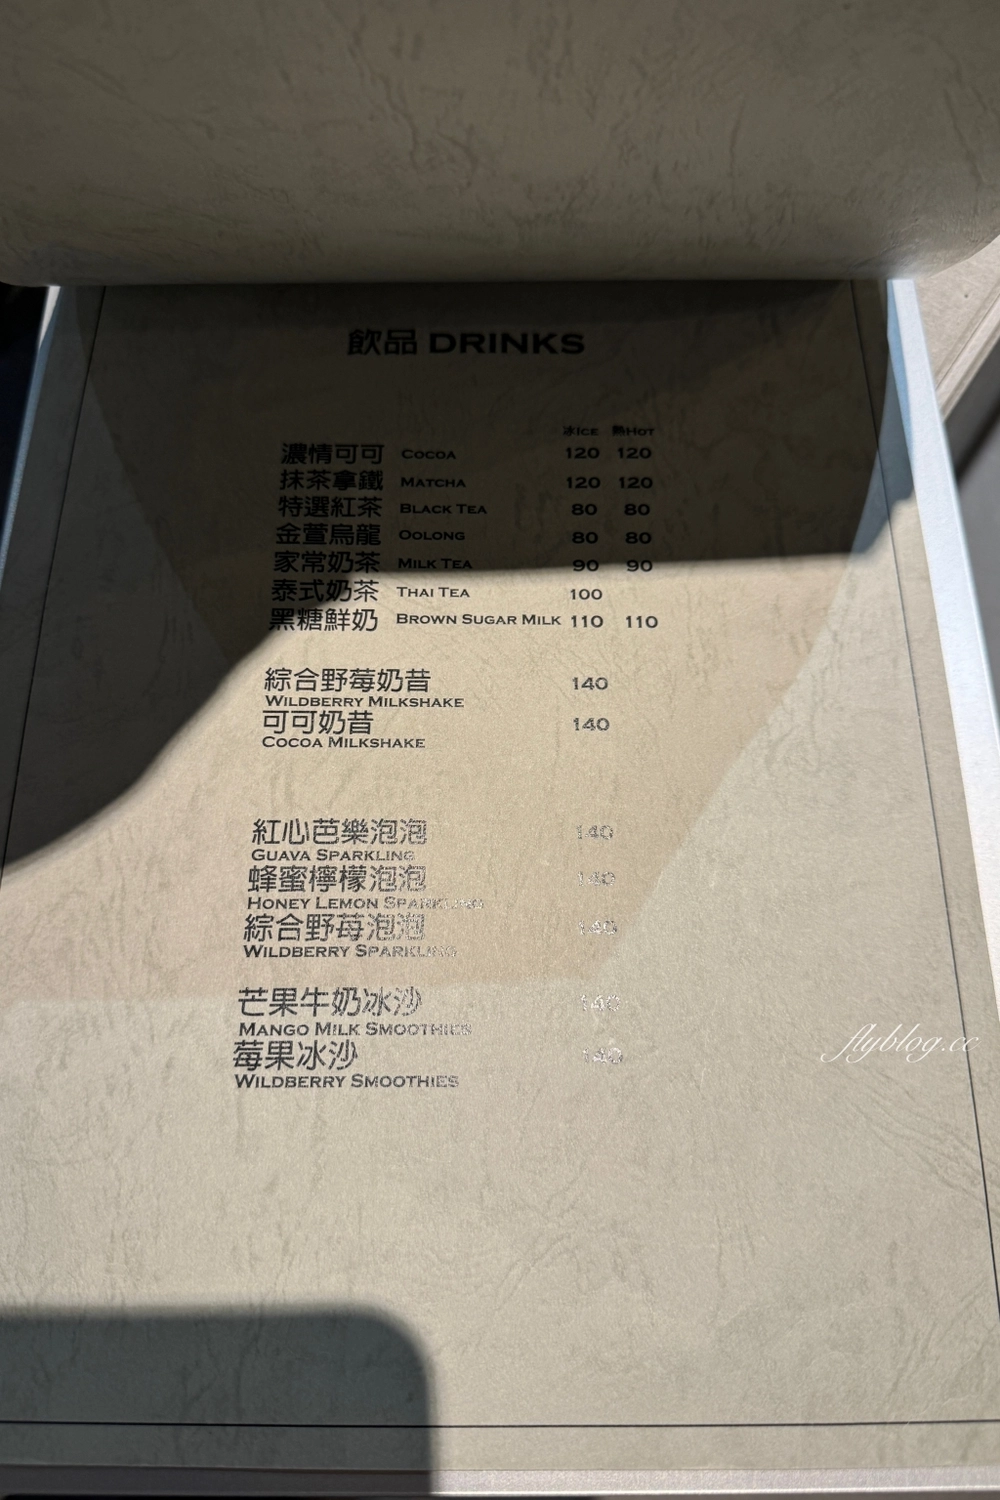 飲品 DRINKS
冰ICE 熱HOT
濃情可可 COCOA 120 120
抹茶拿鐵 MATCHA 120 120
特選紅茶 BLACK TEA 80 80
金萱烏龍 OOLONG 80 80
家常奶茶 MILK TEA 90 90
泰式奶茶 THAI TEA 100
黑糖鮮奶 BROWN SUGAR MILK 110 110
綜合野莓奶昔 140
WILDBERRY MILKSHAKE
可可奶昔 140
COCOA MILKSHAKE
紅心芭樂泡泡 140
GUAVA SPARKLING
蜂蜜檸檬泡泡 140
HONEY LEMON SPARKLING
綜合野莓泡泡 140
WILDBERRY SPARKLING
芒果牛奶冰沙 140
MANGO MILK SMOOTHIES
莓果冰沙 140
WILDBERRY SMOOTHIES
flyblog.cc